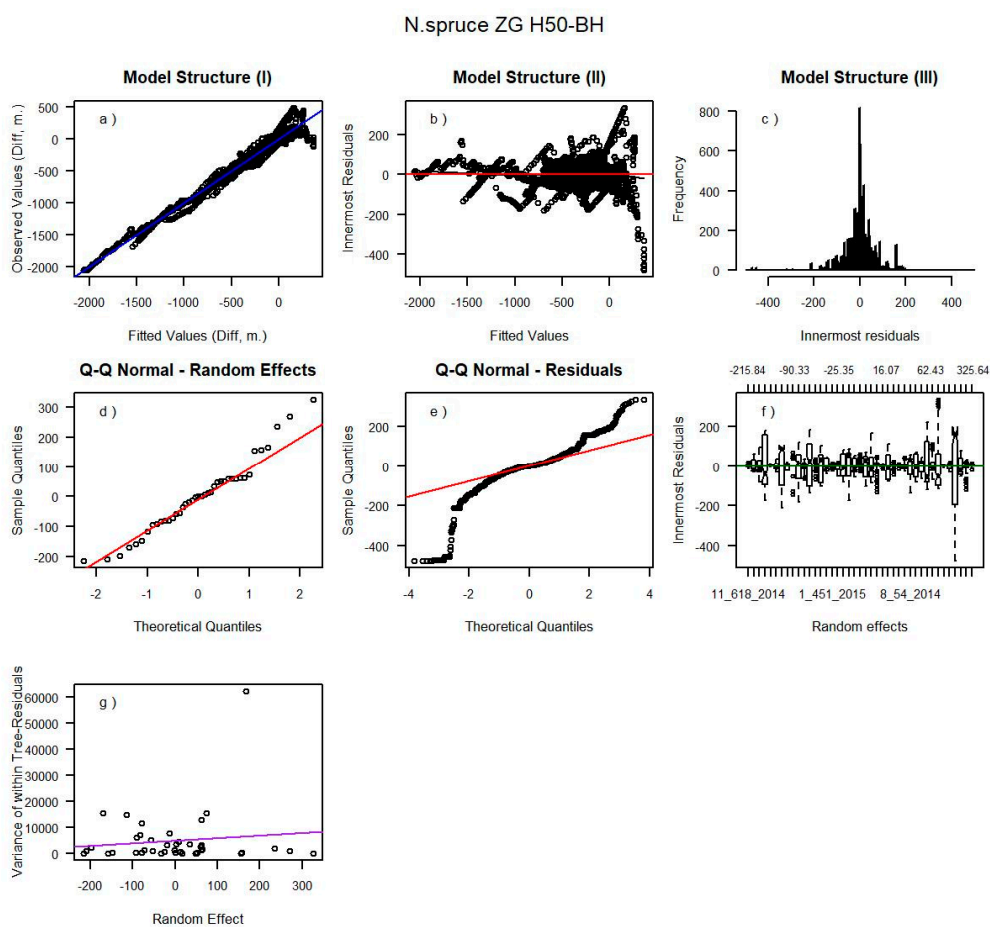 N.spruce ZG H50-BH
Model Structure (I)
a )
Observed Values (Diff, m.)
500
0
-500
-1000
-1500
-2000
-2000 -1500 -1000 -500 0
Fitted Values (Diff, m.)
Model Structure (II)
b )
Innermost Residuals
200
0
-200
-400
-2000 -1500 -1000 -500 0
Fitted Values
Model Structure (III)
c )
Frequency
800
600
400
200
0
-400 -200 0 200 400
Innermost residuals
Q-Q Normal - Random Effects
d )
Sample Quantiles
300
200
100
0
-100
-200
-2 -1 0 1 2
Theoretical Quantiles
Q-Q Normal - Residuals
e )
Sample Quantiles
200
0
-200
-400
-4 -2 0 2 4
Theoretical Quantiles
-215.84 -90.33 -25.35 16.07 62.43 325.64
f )
Innermost Residuals
200
0
-200
-400
11_618_2014 1_451_2015 8_54_2014
Random effects
g )
Variance of within Tree-Residuals
60000
50000
40000
30000
20000
10000
0
-200 -100 0 100 200 300
Random Effect